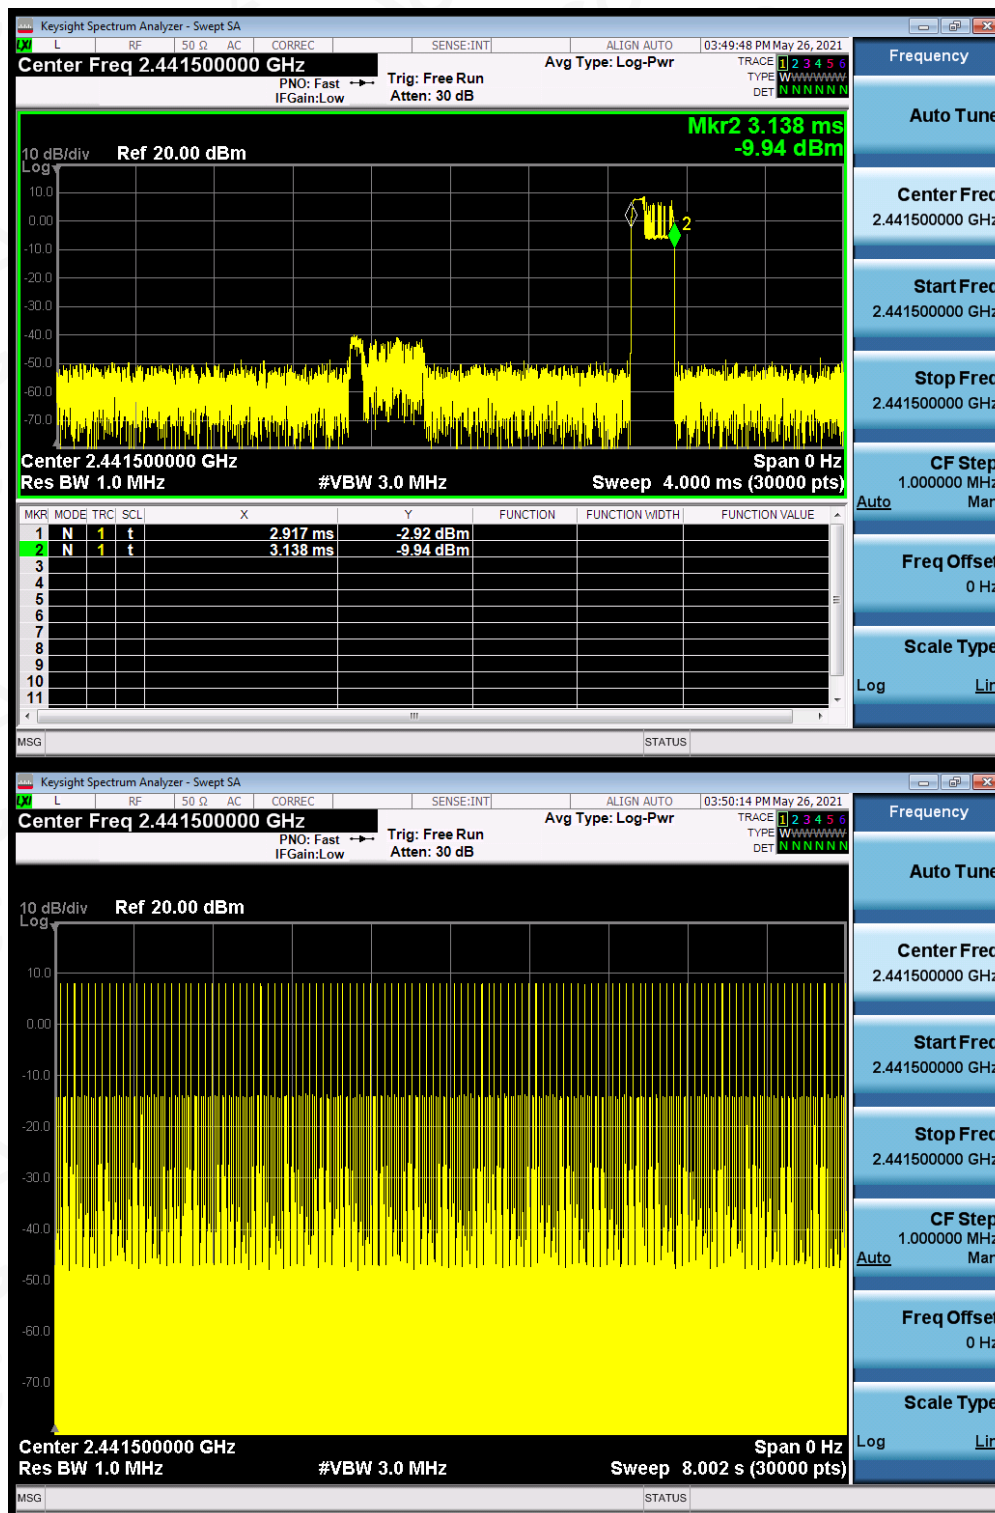 Keysight Spectrum Analyzer - Swept SA
LXI L RF 50 Ω AC CORREC SENSE:INT ALIGN AUTO 03:49:48 PM May 26, 2021
Center Freq 2.441500000 GHz Avg Type: Log-Pwr TRACE 1 2 3 4 5 6
PNO: Fast Trig: Free Run TYPE WWWWWW
IFGain:Low Atten: 30 dB DET N N N N N N
Mkr2 3.138 ms
-9.94 dBm
10 dB/div Ref 20.00 dBm
Log
10.0
0.00
-10.0
-20.0
-30.0
-40.0
-50.0
-60.0
-70.0
2
Center 2.441500000 GHz Span 0 Hz
Res BW 1.0 MHz #VBW 3.0 MHz Sweep 4.000 ms (30000 pts)
MKR MODE TRC SCL X Y FUNCTION FUNCTION WIDTH FUNCTION VALUE
1 N 1 t 2.917 ms -2.92 dBm
2 N 1 t 3.138 ms -9.94 dBm
3
4
5
6
7
8
9
10
11
MSG STATUS
Frequency
Auto Tune
Center Freq
2.441500000 GHz
Start Freq
2.441500000 GHz
Stop Freq
2.441500000 GHz
CF Step
1.000000 MHz
Auto Man
Freq Offset
0 Hz
Scale Type
Log Lin
Keysight Spectrum Analyzer - Swept SA
LXI L RF 50 Ω AC CORREC SENSE:INT ALIGN AUTO 03:50:14 PM May 26, 2021
Center Freq 2.441500000 GHz Avg Type: Log-Pwr TRACE 1 2 3 4 5 6
PNO: Fast Trig: Free Run TYPE WWWWWW
IFGain:Low Atten: 30 dB DET N N N N N N
10 dB/div Ref 20.00 dBm
Log
10.0
0.00
-10.0
-20.0
-30.0
-40.0
-50.0
-60.0
-70.0
Center 2.441500000 GHz Span 0 Hz
Res BW 1.0 MHz #VBW 3.0 MHz Sweep 8.002 s (30000 pts)
MSG STATUS
Frequency
Auto Tune
Center Freq
2.441500000 GHz
Start Freq
2.441500000 GHz
Stop Freq
2.441500000 GHz
CF Step
1.000000 MHz
Auto Man
Freq Offset
0 Hz
Scale Type
Log Lin